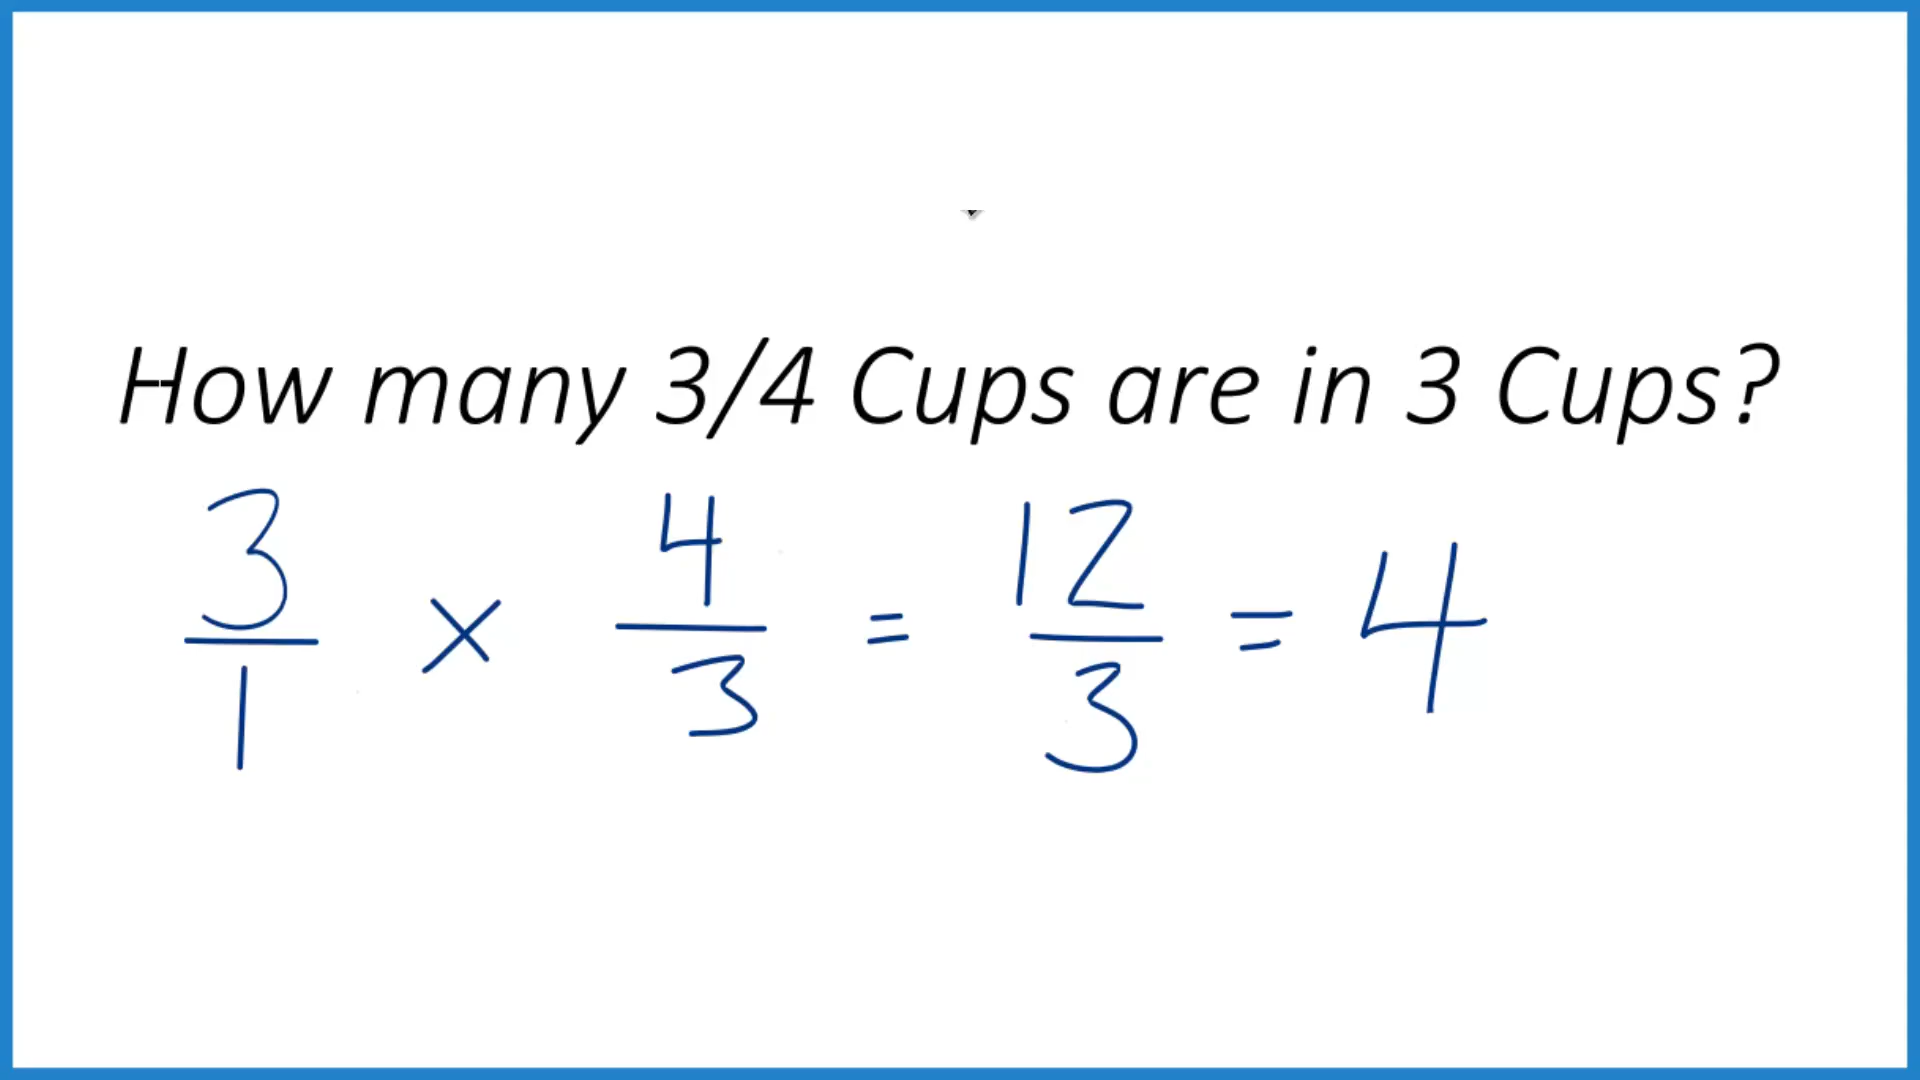 How many 3/4 Cups are in 3 Cups?
3/1 × 4/3 = 12/3 = 4